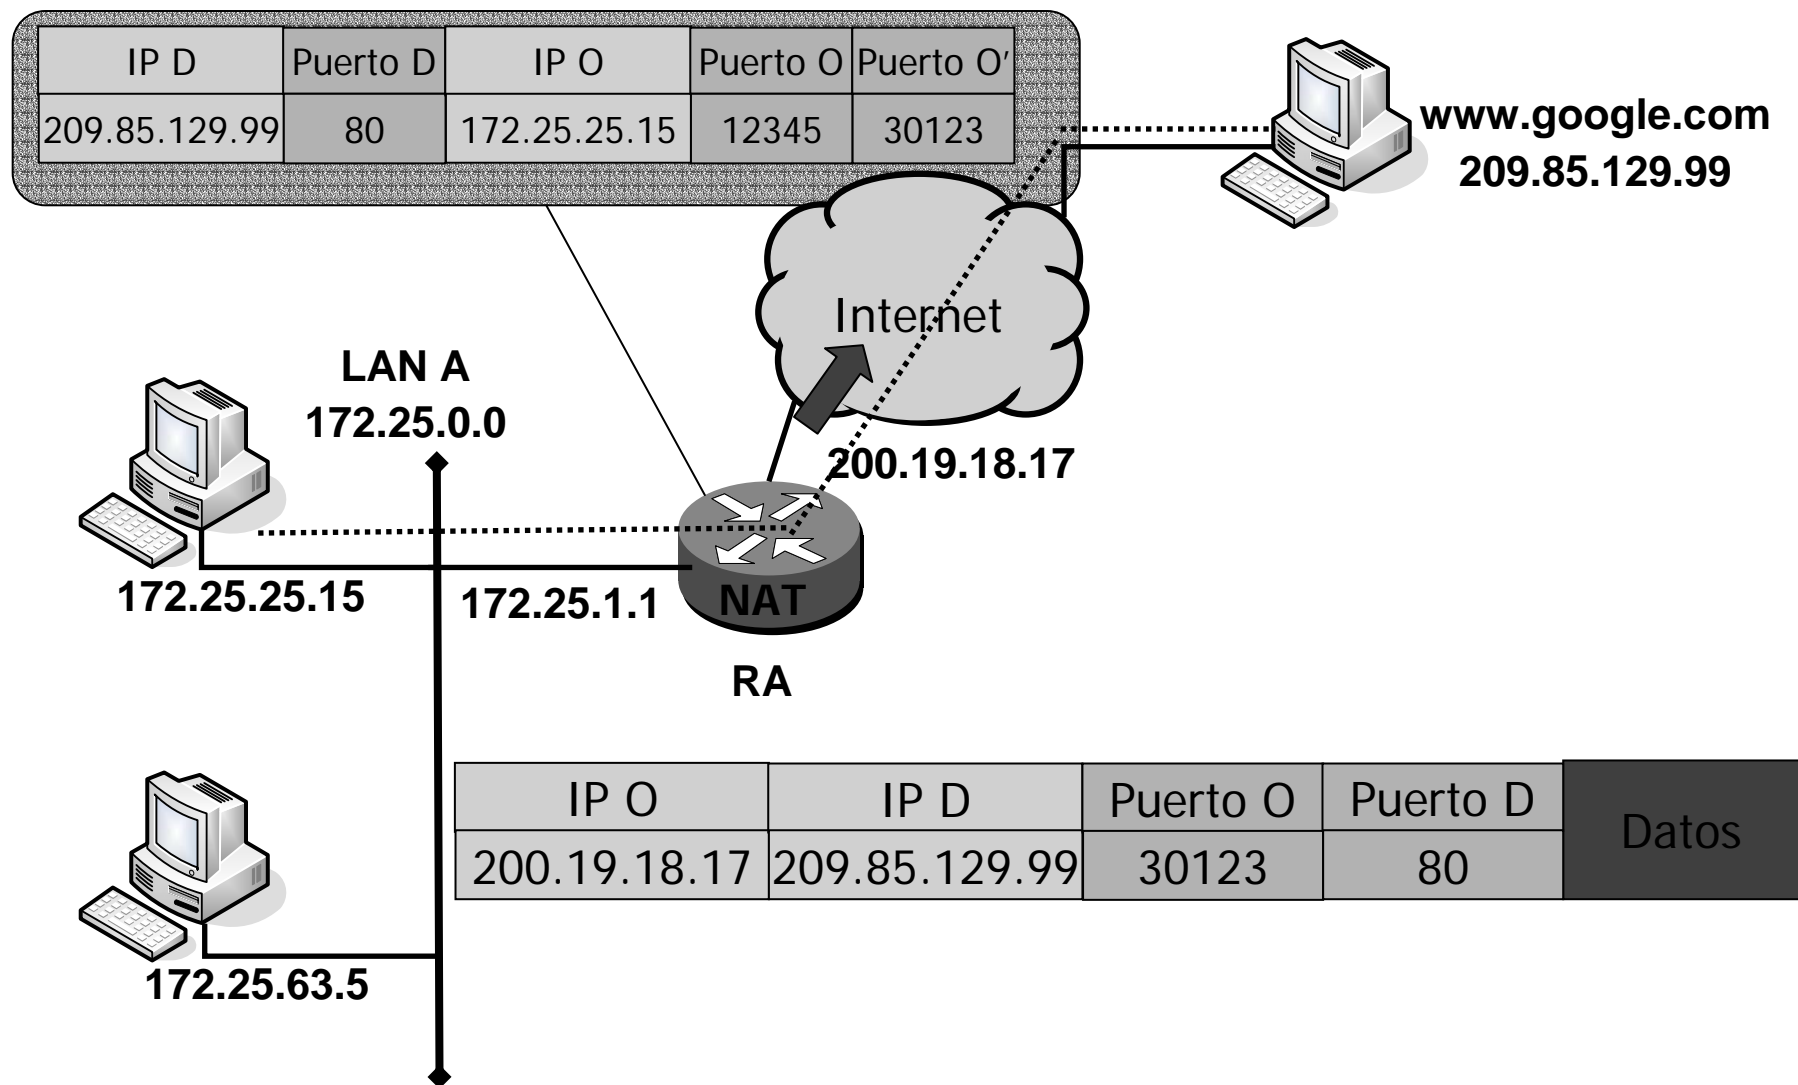 IP D Puerto D IP O Puerto O Puerto O'
209.85.129.99 80 172.25.25.15 12345 30123
www.google.com
209.85.129.99
Internet
LAN A
172.25.0.0
200.19.18.17
172.25.25.15
172.25.1.1
NAT
RA
IP O IP D Puerto O Puerto D Datos
200.19.18.17 209.85.129.99 30123 80
172.25.63.5